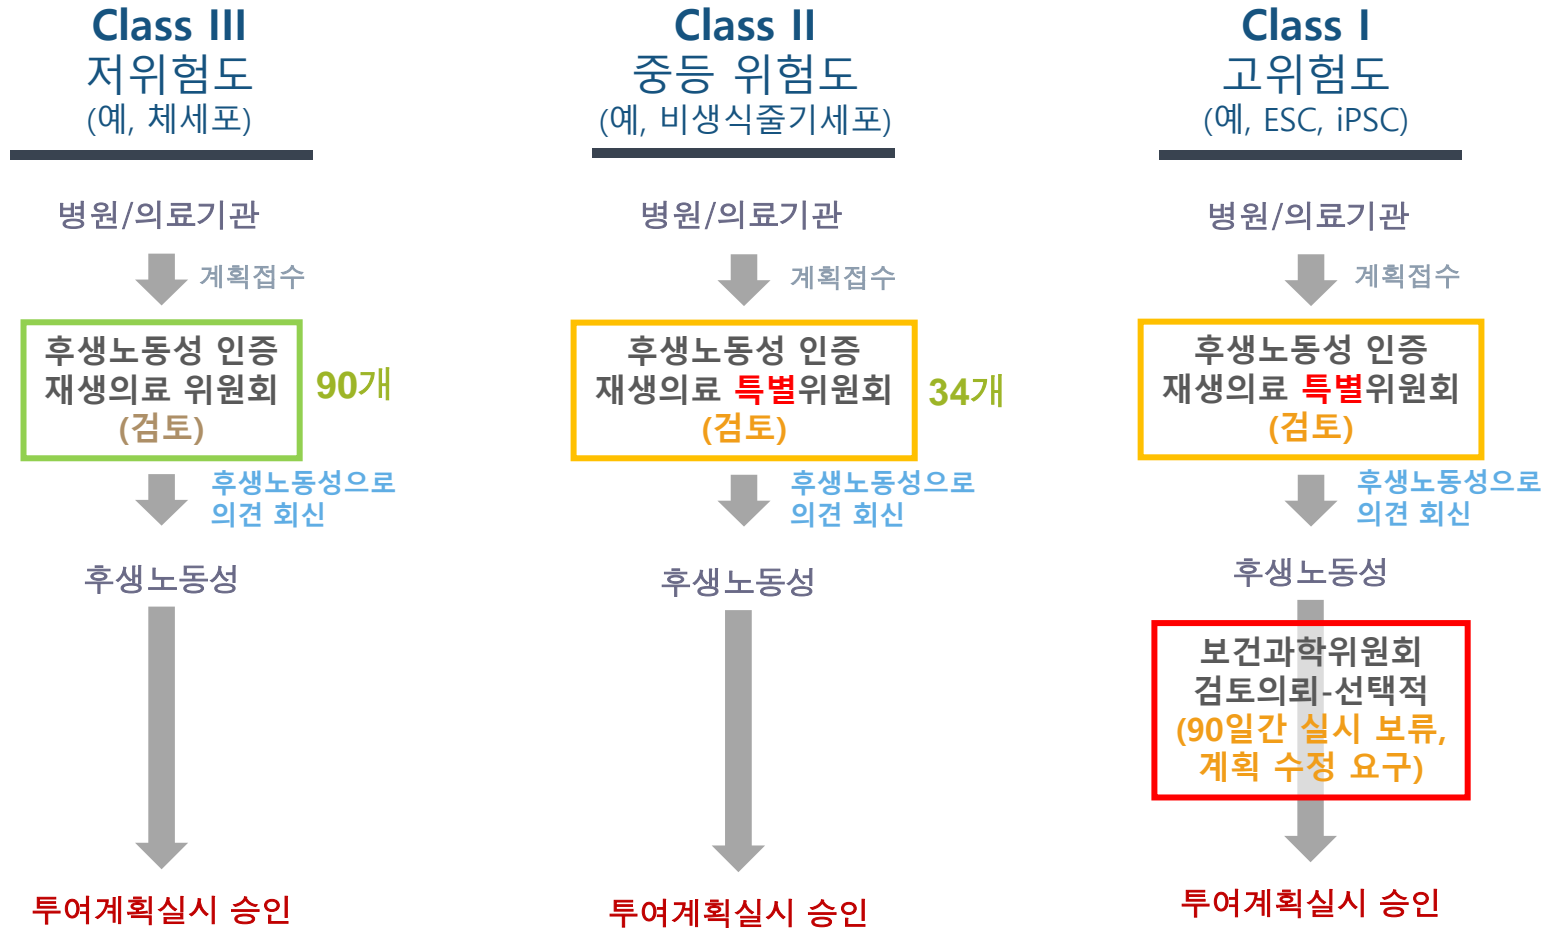 Class III
저위험도
(예, 체세포)
병원/의료기관
계획접수
후생노동성 인증
재생의료 위원회
(검토)
90개
후생노동성으로
의견 회신
후생노동성
투여계획실시 승인
Class II
중등 위험도
(예, 비생식줄기세포)
병원/의료기관
계획접수
후생노동성 인증
재생의료 특별위원회
(검토)
34개
후생노동성으로
의견 회신
후생노동성
투여계획실시 승인
Class I
고위험도
(예, ESC, iPSC)
병원/의료기관
계획접수
후생노동성 인증
재생의료 특별위원회
(검토)
후생노동성으로
의견 회신
후생노동성
보건과학위원회
검토의뢰-선택적
(90일간 실시 보류,
계획 수정 요구)
투여계획실시 승인